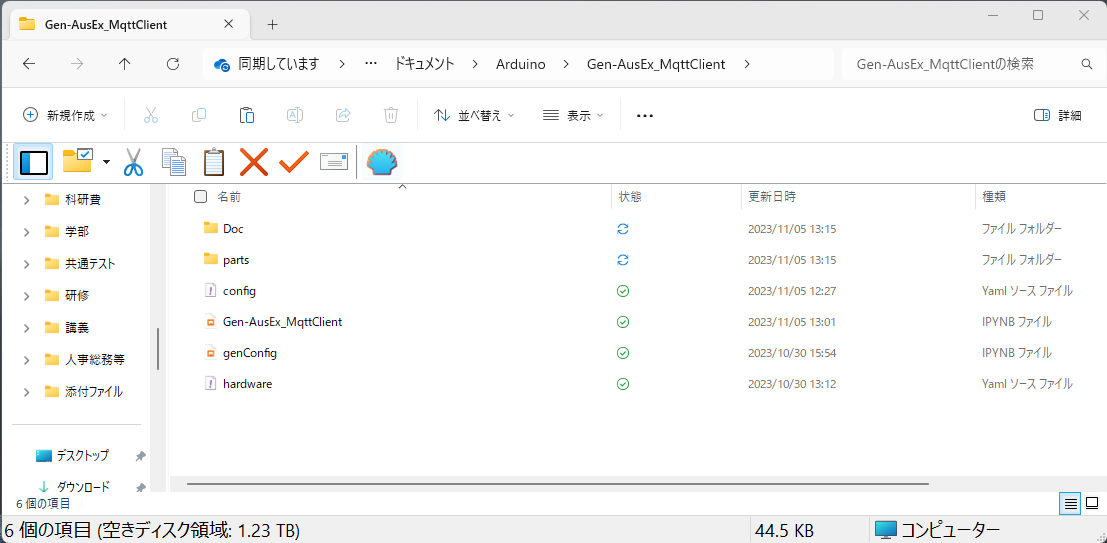 Gen-AusEx_MqttClient
同期しています > … ドキュメント > Arduino > Gen-AusEx_MqttClient >
Gen-AusEx_MqttClientの検索
新規作成
並べ替え
表示
詳細
科研費
学部
共通テスト
研修
講義
人事総務等
添付ファイル
デスクトップ
ダウンロード
名前 状態 更新日時 種類
Doc 2023/11/05 13:15 ファイル フォルダー
parts 2023/11/05 13:15 ファイル フォルダー
config 2023/11/05 12:27 Yaml ソース ファイル
Gen-AusEx_MqttClient 2023/11/05 13:01 IPYNB ファイル
genConfig 2023/10/30 15:54 IPYNB ファイル
hardware 2023/10/30 13:12 Yaml ソース ファイル
6 個の項目
6 個の項目 (空きディスク領域: 1.23 TB) 44.5 KB コンピューター